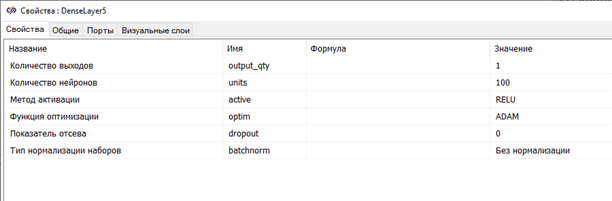 Свойства : DenseLayer5
Свойства Общие Порты Визуальные слои
Название Имя Формула Значение
Количество выходов output_qty 1
Количество нейронов units 100
Метод активации active RELU
Функция оптимизации optim ADAM
Показатель отсева dropout 0
Тип нормализации наборов batchnorm Без нормализации